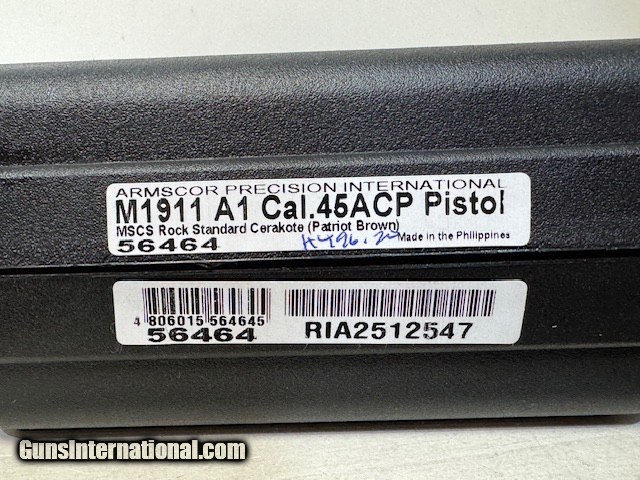 ARMSCOR PRECISION INTERNATIONAL
M1911 A1 Cal.45ACP Pistol
MSCS Rock Standard Cerakote (Patriot Brown)
56464 Made in the Philippines
4 806015 564645
56464
RIA2512547
GunsInternational.com